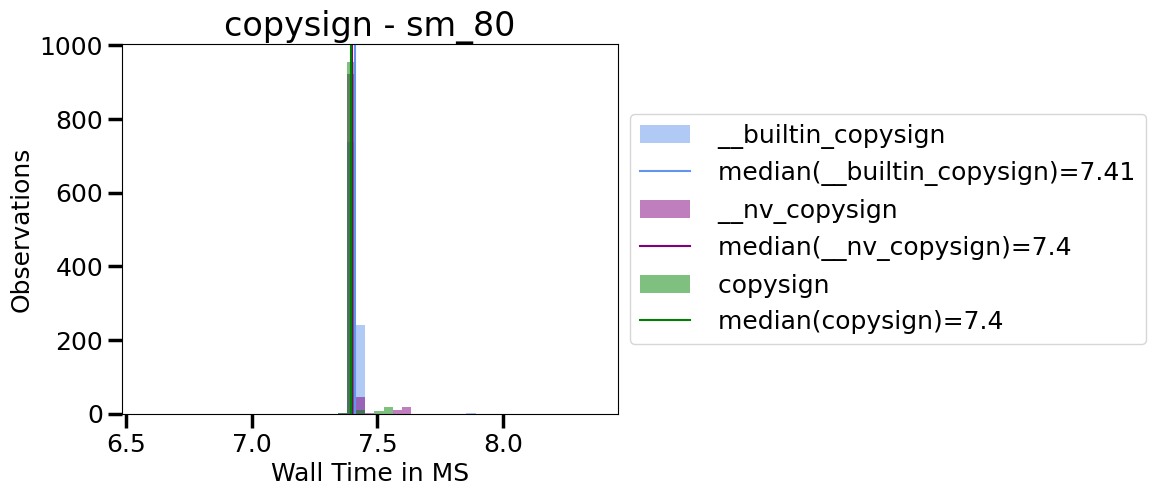 copysign - sm_80
1000
800
600
400
200
0
Observations
6.5 7.0 7.5 8.0
Wall Time in MS
__builtin_copysign
median(__builtin_copysign)=7.41
__nv_copysign
median(__nv_copysign)=7.4
copysign
median(copysign)=7.4